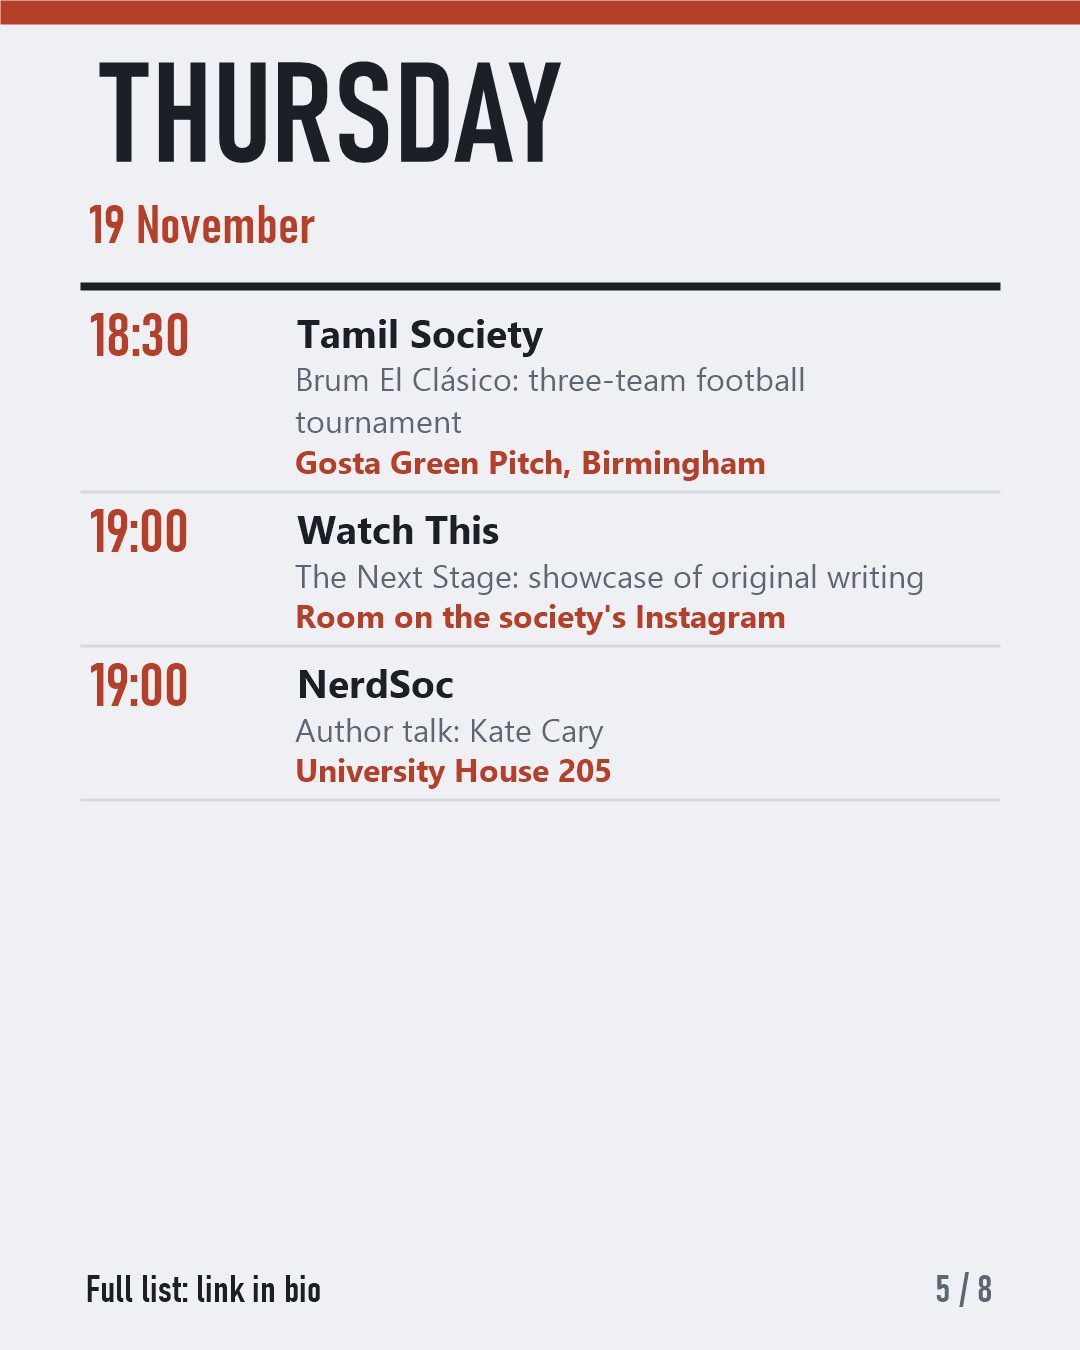 THURSDAY
19 November
18:30
Tamil Society
Brum El Clásico: three-team football
tournament
Gosta Green Pitch, Birmingham
19:00
Watch This
The Next Stage: showcase of original writing
Room on the society's Instagram
19:00
NerdSoc
Author talk: Kate Cary
University House 205
Full list: link in bio
5 / 8